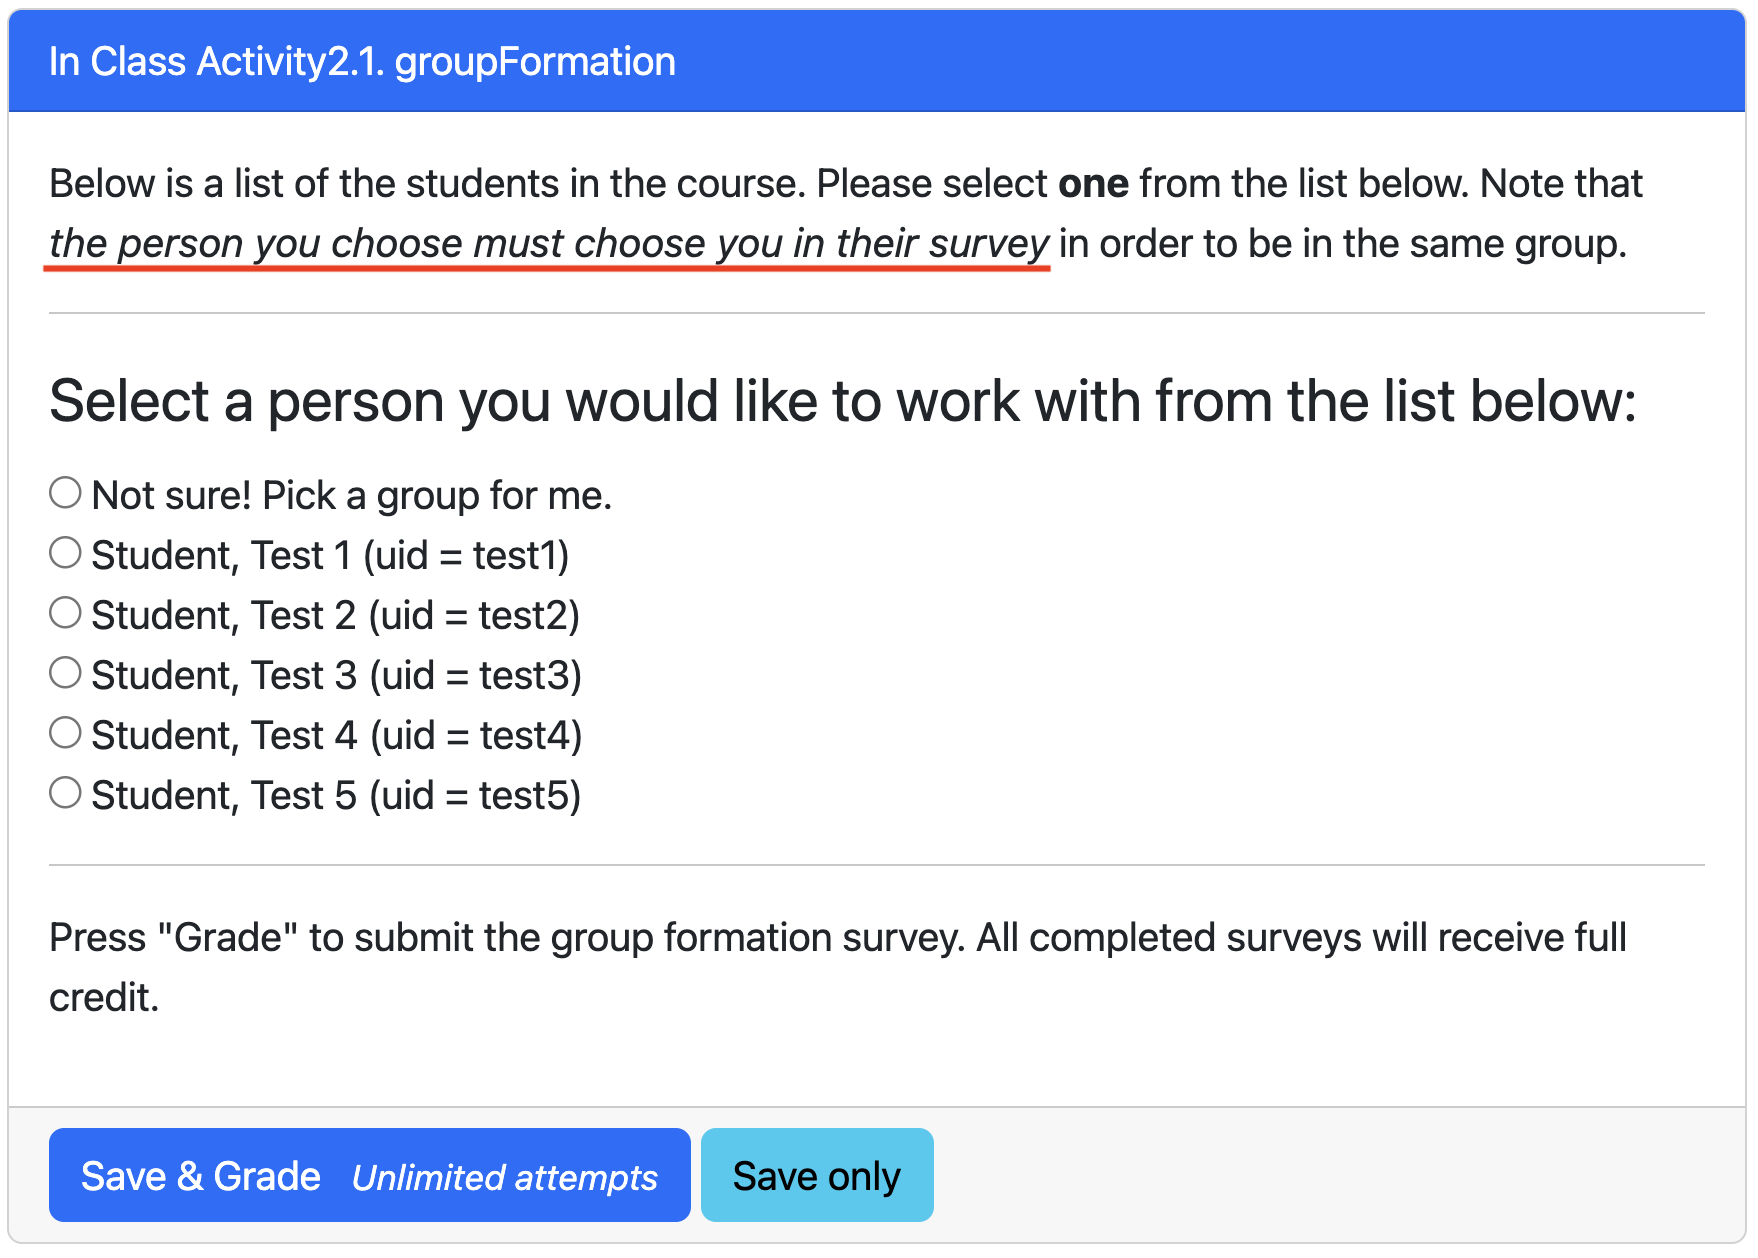 In Class Activity2.1. groupFormation
Below is a list of the students in the course. Please select one from the list below. Note that
the person you choose must choose you in their survey in order to be in the same group.
Select a person you would like to work with from the list below:
Not sure! Pick a group for me.
Student, Test 1 (uid = test1)
Student, Test 2 (uid = test2)
Student, Test 3 (uid = test3)
Student, Test 4 (uid = test4)
Student, Test 5 (uid = test5)
Press "Grade" to submit the group formation survey. All completed surveys will receive full
credit.
Save & Grade Unlimited attempts Save only